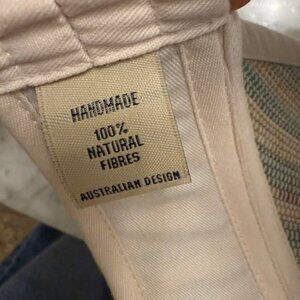 HANDMADE
100%
NATURAL
FIBRES
AUSTRALIAN DESIGN